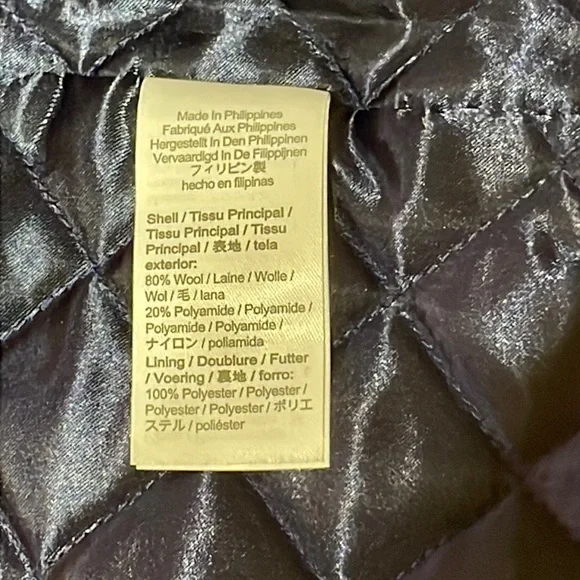 Made In Philippines
Fabriqué Aux Philippines
Hergestellt In Den Philippinen
Vervaardigd In De Filippijnen
フィリピン製
hecho en filipinas
Shell / Tissu Principal /
Tissu Principal / Tissu
Principal / 表地 / tela
exterior:
80% Wool / Laine / Wolle /
Wol / 毛 / lana
20% Polyamide / Polyamide /
Polyamide / Polyamide /
ナイロン / poliamida
Lining / Doublure / Futter
/ Voering / 裏地 / forro:
100% Polyester / Polyester /
Polyester / Polyester / ポリエ
ステル / poliéster